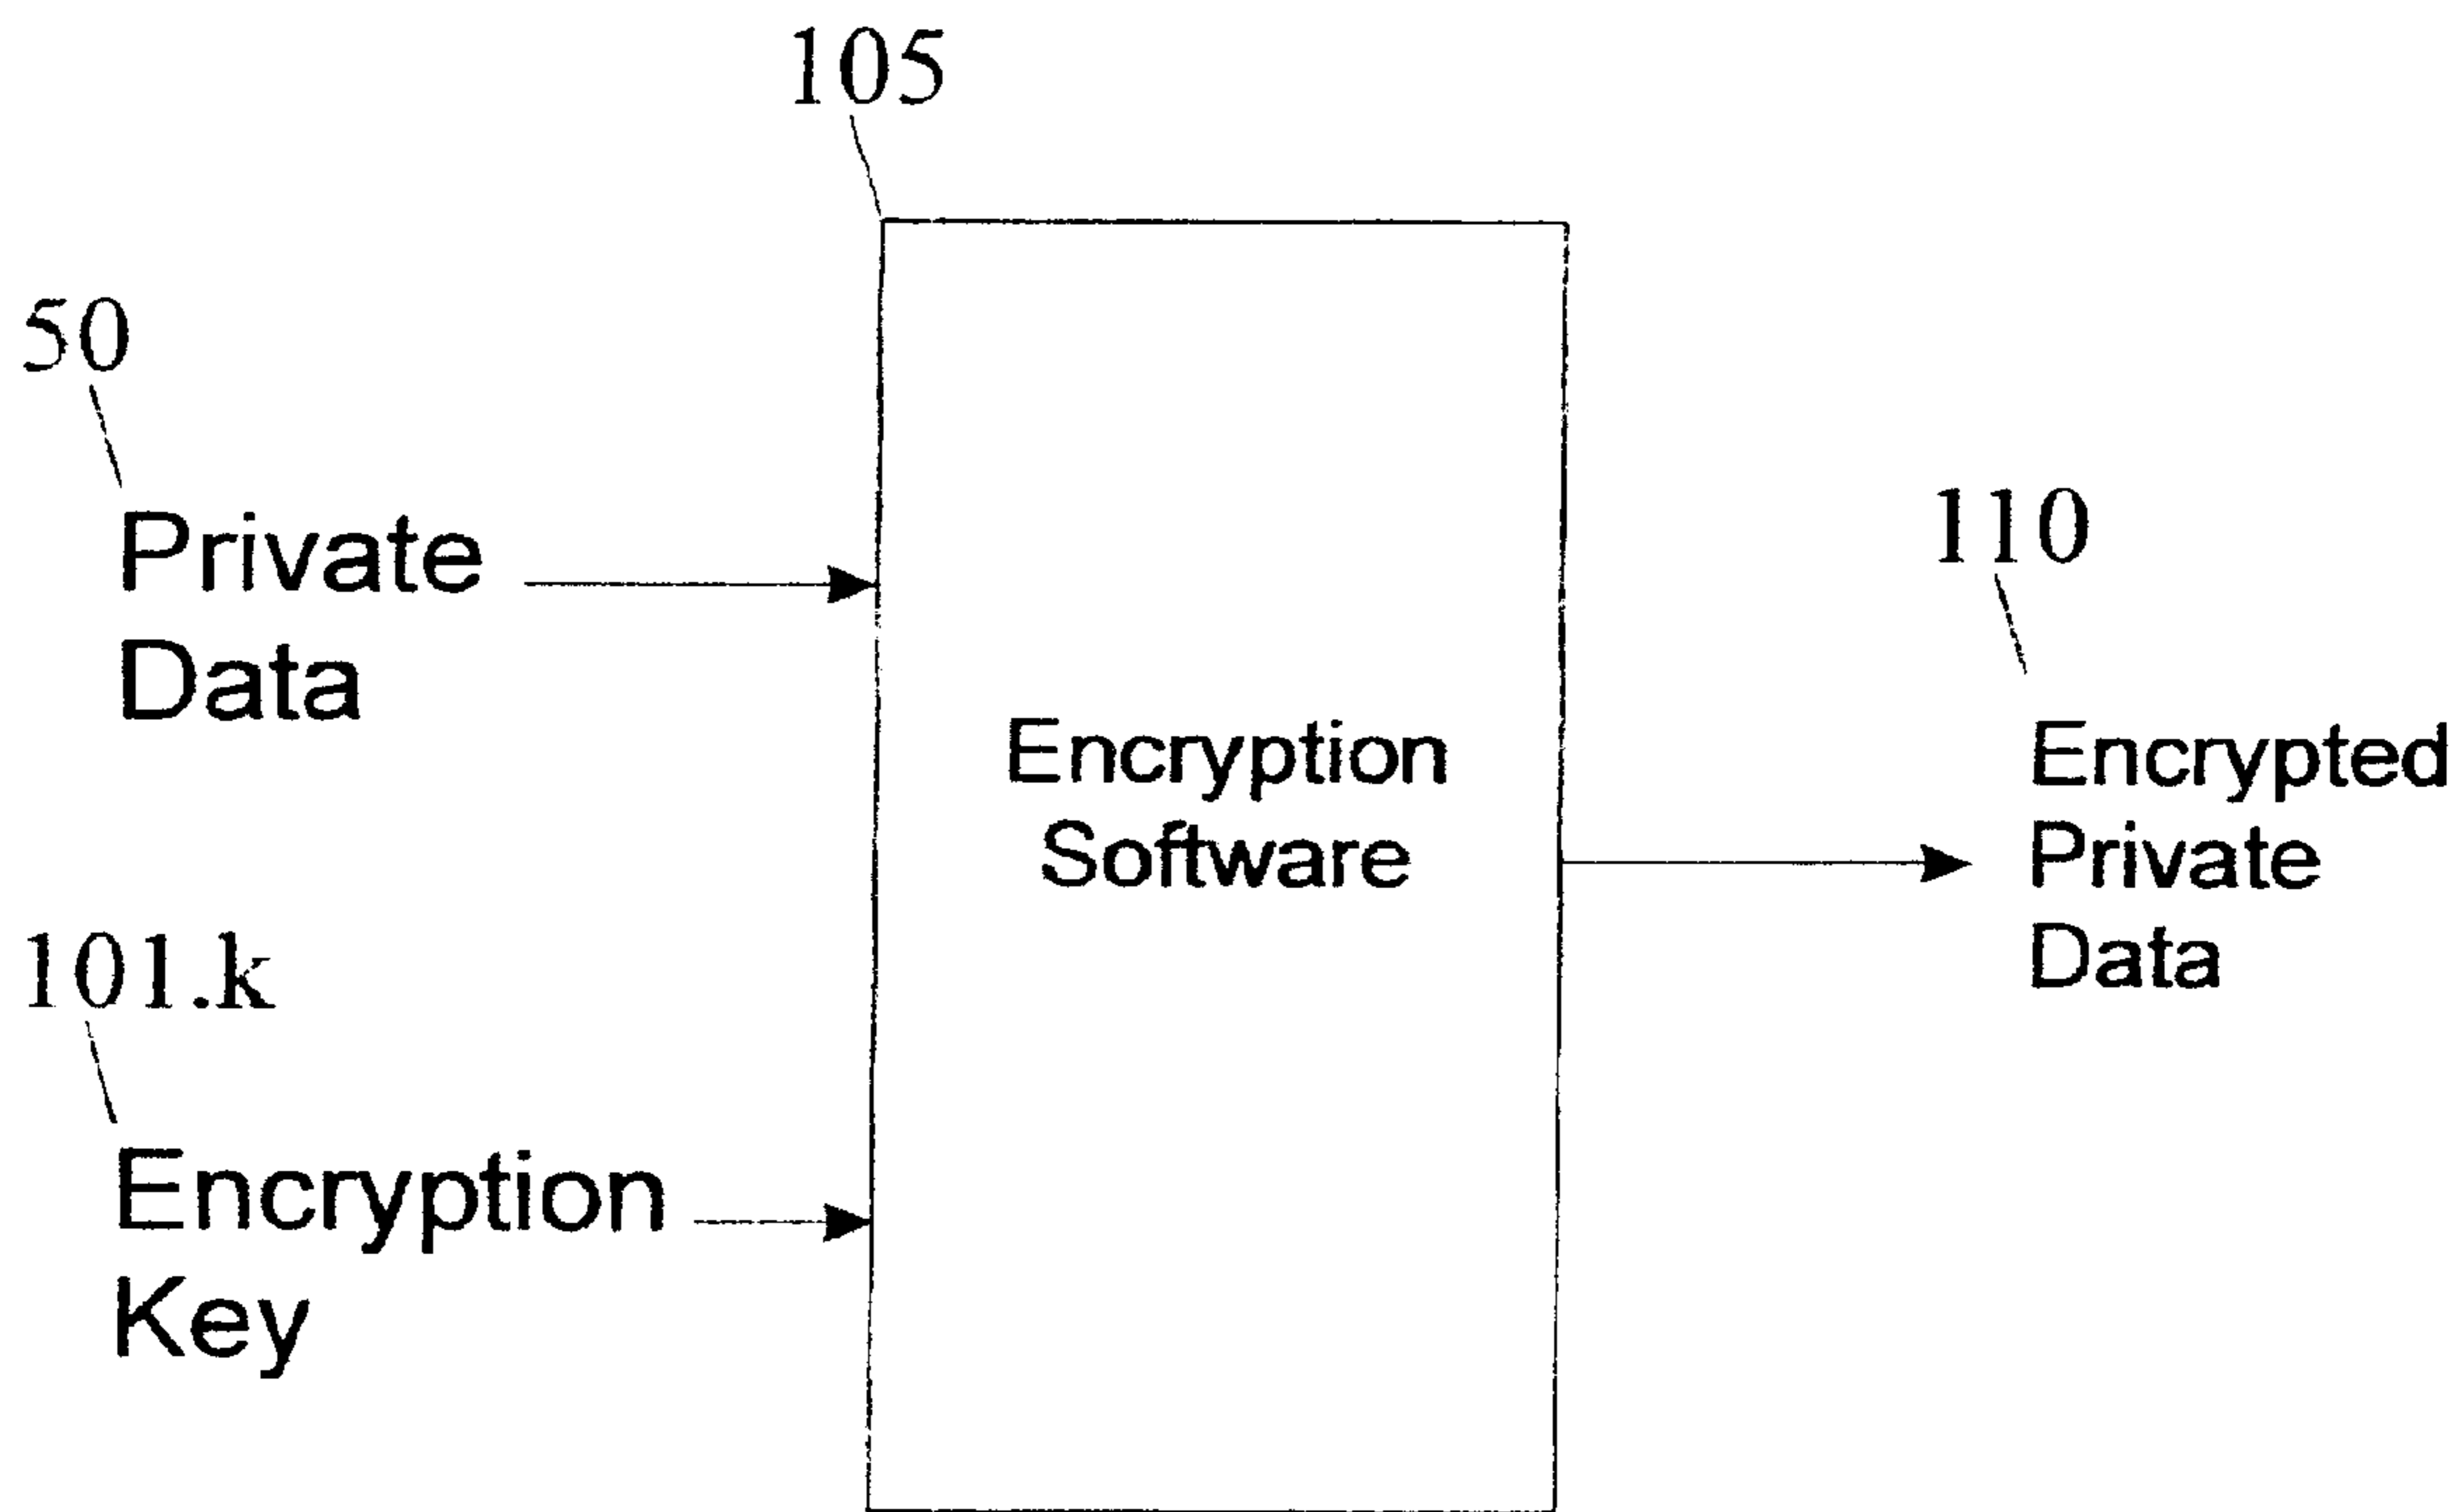 105
50
Private
Data
101.k
Encryption
Key
Encryption
Software
110
Encrypted
Private
Data